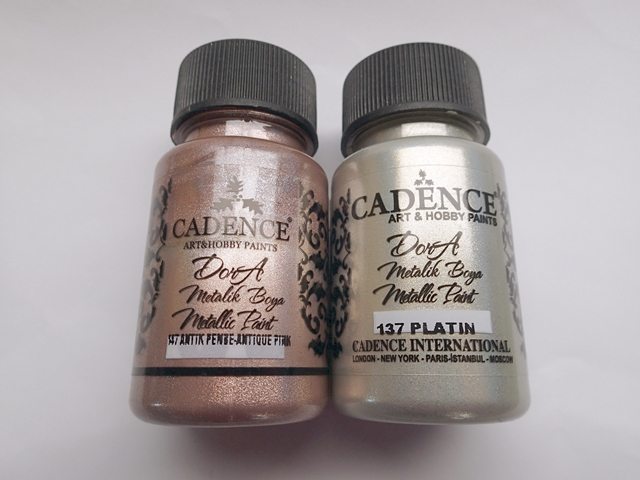 CADENCE
ART&HOBBY PAINTS
DorA
Metalik Boya
Metallic Paint
137 ANTIK PEMBE-ANTIQUE PINK
CADENCE
ART & HOBBY PAINTS
DorA
Metalik Boya
Metallic Paint
137 PLATIN
CADENCE INTERNATIONAL
LONDON - NEW YORK - PARIS-İSTANBUL - MOSCOW